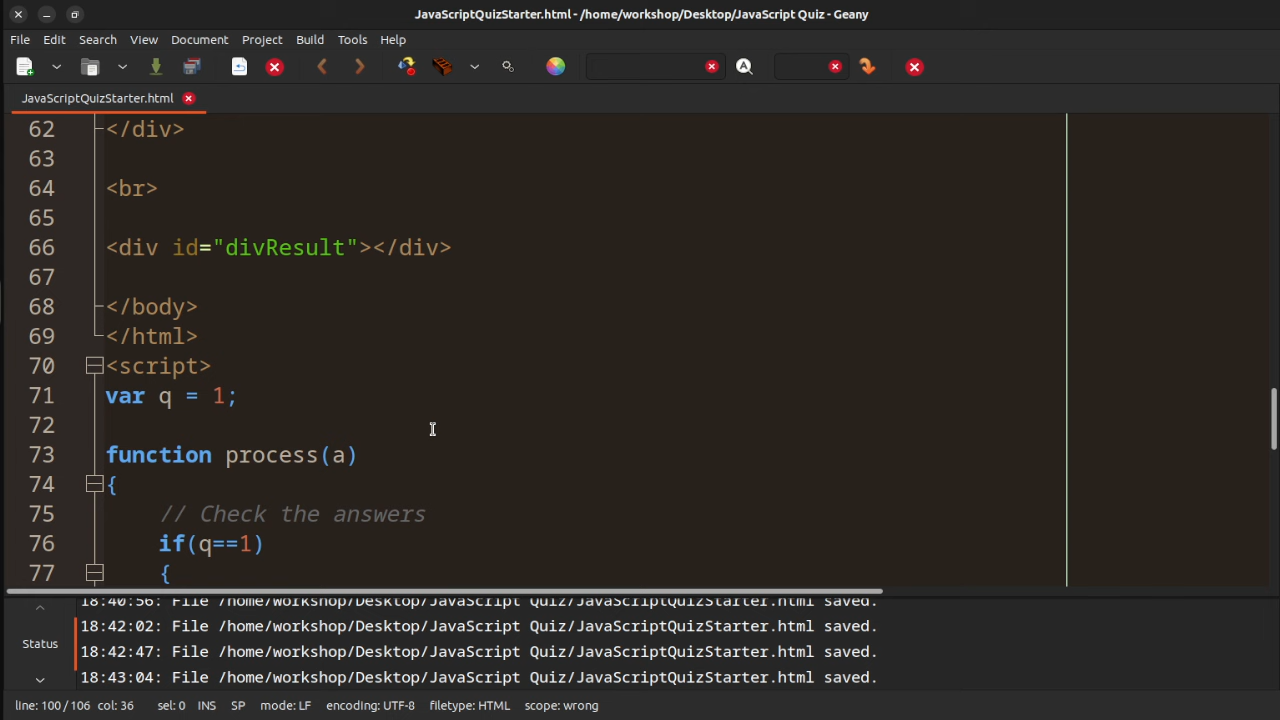 JavaScriptQuizStarter.html - /home/workshop/Desktop/JavaScript Quiz - Geany
File Edit Search View Document Project Build Tools Help
JavaScriptQuizStarter.html
62 </div>
63
64 <br>
65
66 <div id="divResult"></div>
67
68 </body>
69 </html>
70 <script>
71 var q = 1;
72
73 function process(a)
74 {
75 // Check the answers
76 if(q==1)
77 {
18:40:56: File /home/workshop/Desktop/JavaScript Quiz/JavaScriptQuizStarter.html saved.
18:42:02: File /home/workshop/Desktop/JavaScript Quiz/JavaScriptQuizStarter.html saved.
Status
18:42:47: File /home/workshop/Desktop/JavaScript Quiz/JavaScriptQuizStarter.html saved.
18:43:04: File /home/workshop/Desktop/JavaScript Quiz/JavaScriptQuizStarter.html saved.
line: 100 / 106 col: 36 sel: 0 INS SP mode: LF encoding: UTF-8 filetype: HTML scope: wrong